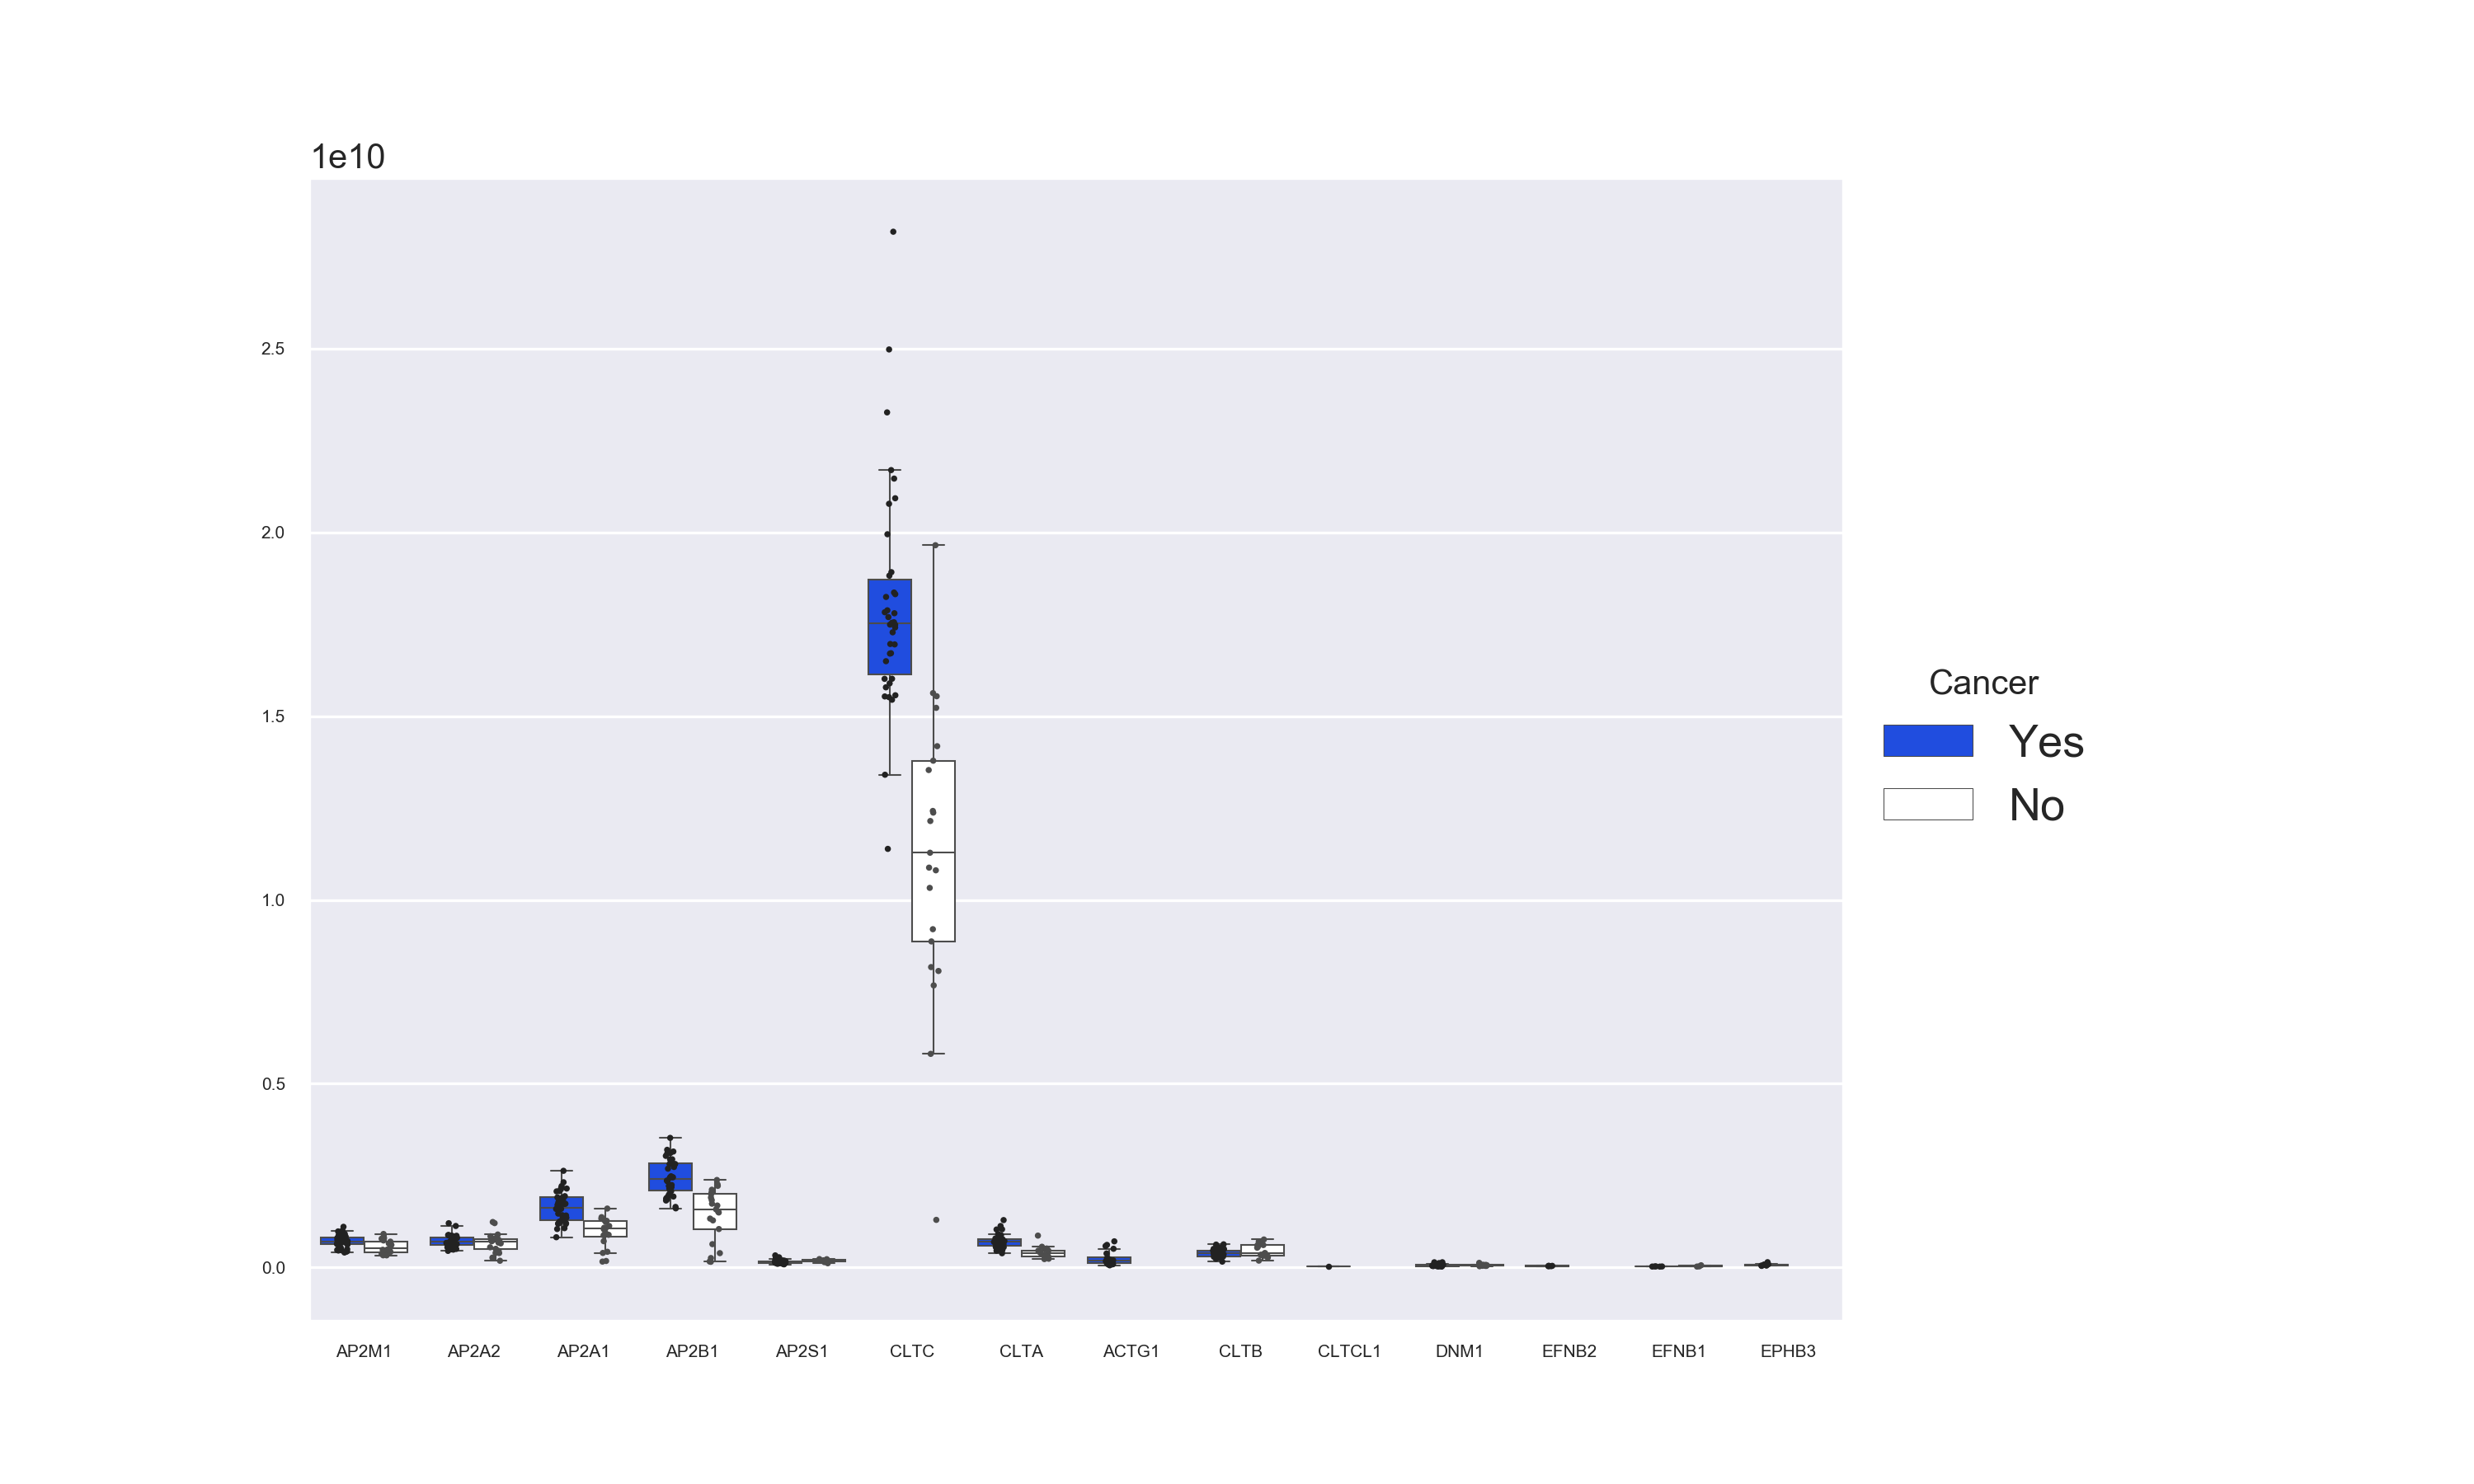 1e10
2.5
2.0
1.5
1.0
0.5
0.0
AP2M1 AP2A2 AP2A1 AP2B1 AP2S1 CLTC CLTA ACTG1 CLTB CLTCL1 DNM1 EFNB2 EFNB1 EPHB3
Cancer
Yes
No